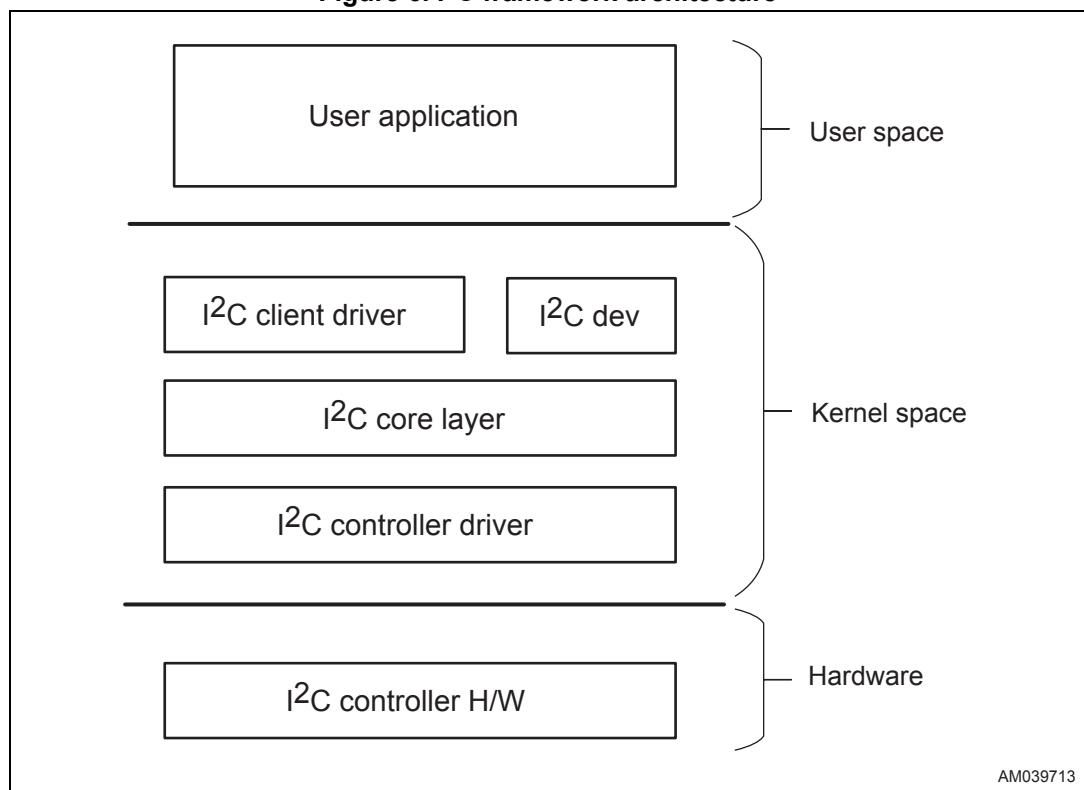 User application
User space
I2C client driver
I2C dev
I2C core layer
Kernel space
I2C controller driver
I2C controller H/W
Hardware
AM039713